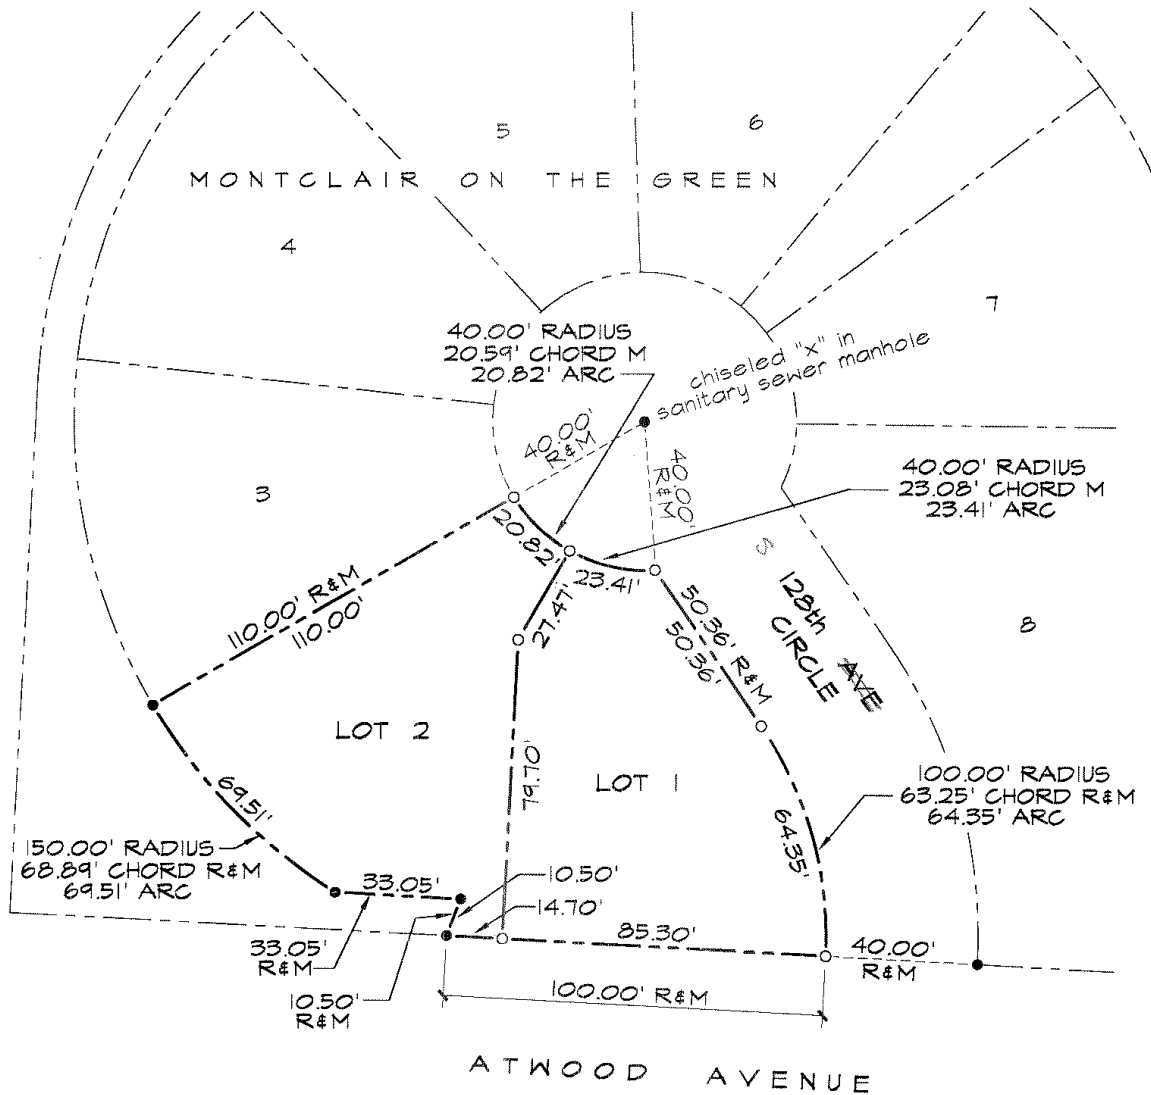 5
6
MONTCLAIR ON THE GREEN
4
7
40.00' RADIUS
20.59' CHORD M
20.82' ARC
chiseled "x" in
sanitary sewer manhole
40.00'
R&M
40.00'
R&M
40.00' RADIUS
23.08' CHORD M
23.41' ARC
3
20.82'
23.41'
27.47'
S
128th AVE
CIRCLE
8
110.00' R&M
110.00'
50.36' R&M
50.36'
LOT 2
LOT 1
79.70'
69.51'
64.35'
100.00' RADIUS
63.25' CHORD R&M
64.35' ARC
150.00' RADIUS
68.89' CHORD R&M
69.51' ARC
33.05'
10.50'
14.70'
85.30'
40.00'
R&M
33.05'
R&M
10.50'
R&M
100.00' R&M
ATWOOD AVENUE